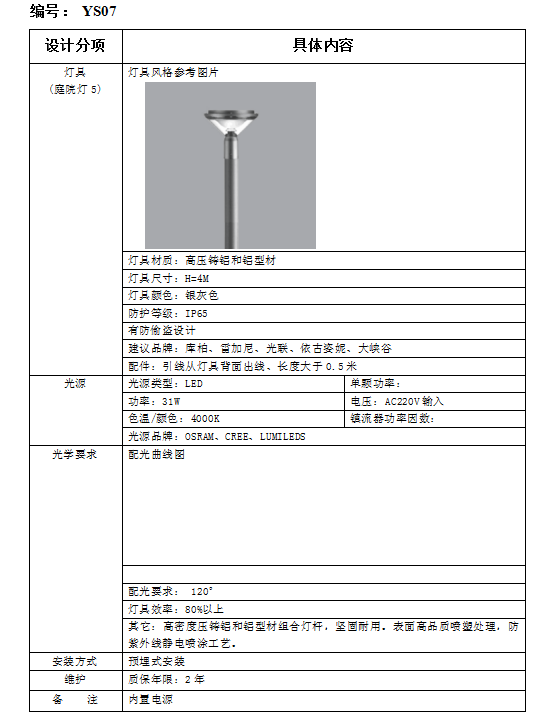 编号： YS07
设计分项
具体内容
灯具
(庭院灯 5)
灯具风格参考图片
灯具材质：高压铸铝和铝型材
灯具尺寸：H=4M
灯具颜色：银灰色
防护等级：IP65
有防偷盗设计
建议品牌：库柏、雷加尼、光联、依古姿妮、大峡谷
配件：引线从灯具背面出线、长度大于 0.5 米
光源
光源类型：LED
单颗功率：
功率：31W
电压：AC220V 输入
色温/颜色：4000K
镇流器功率因数：
光源品牌：OSRAM、CREE、LUMILEDS
光学要求
配光曲线图
配光要求： 120°
灯具效率：80%以上
其它：高密度压铸铝和铝型材组合灯杆，坚固耐用。表面高品质喷塑处理，防
紫外线静电喷涂工艺。
安装方式
预埋式安装
维护
质保年限：2 年
备 注
内置电源